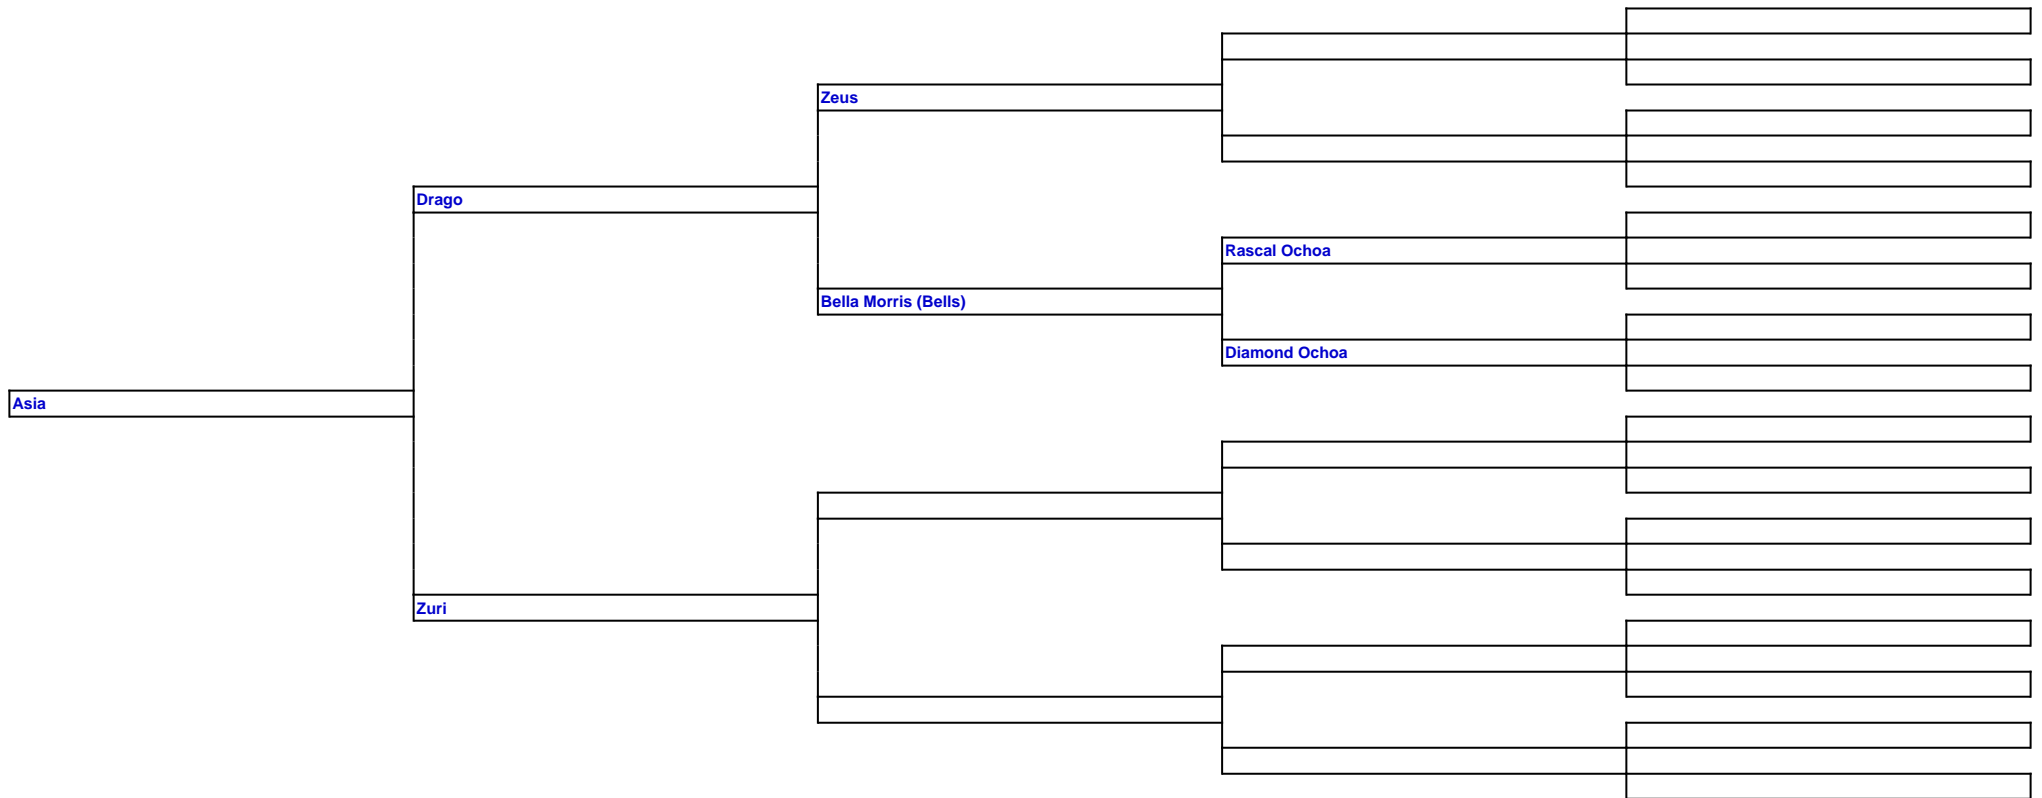 Zeus
Drago
Rascal Ochoa
Bella Morris (Bells)
Diamond Ochoa
Asia
Zuri